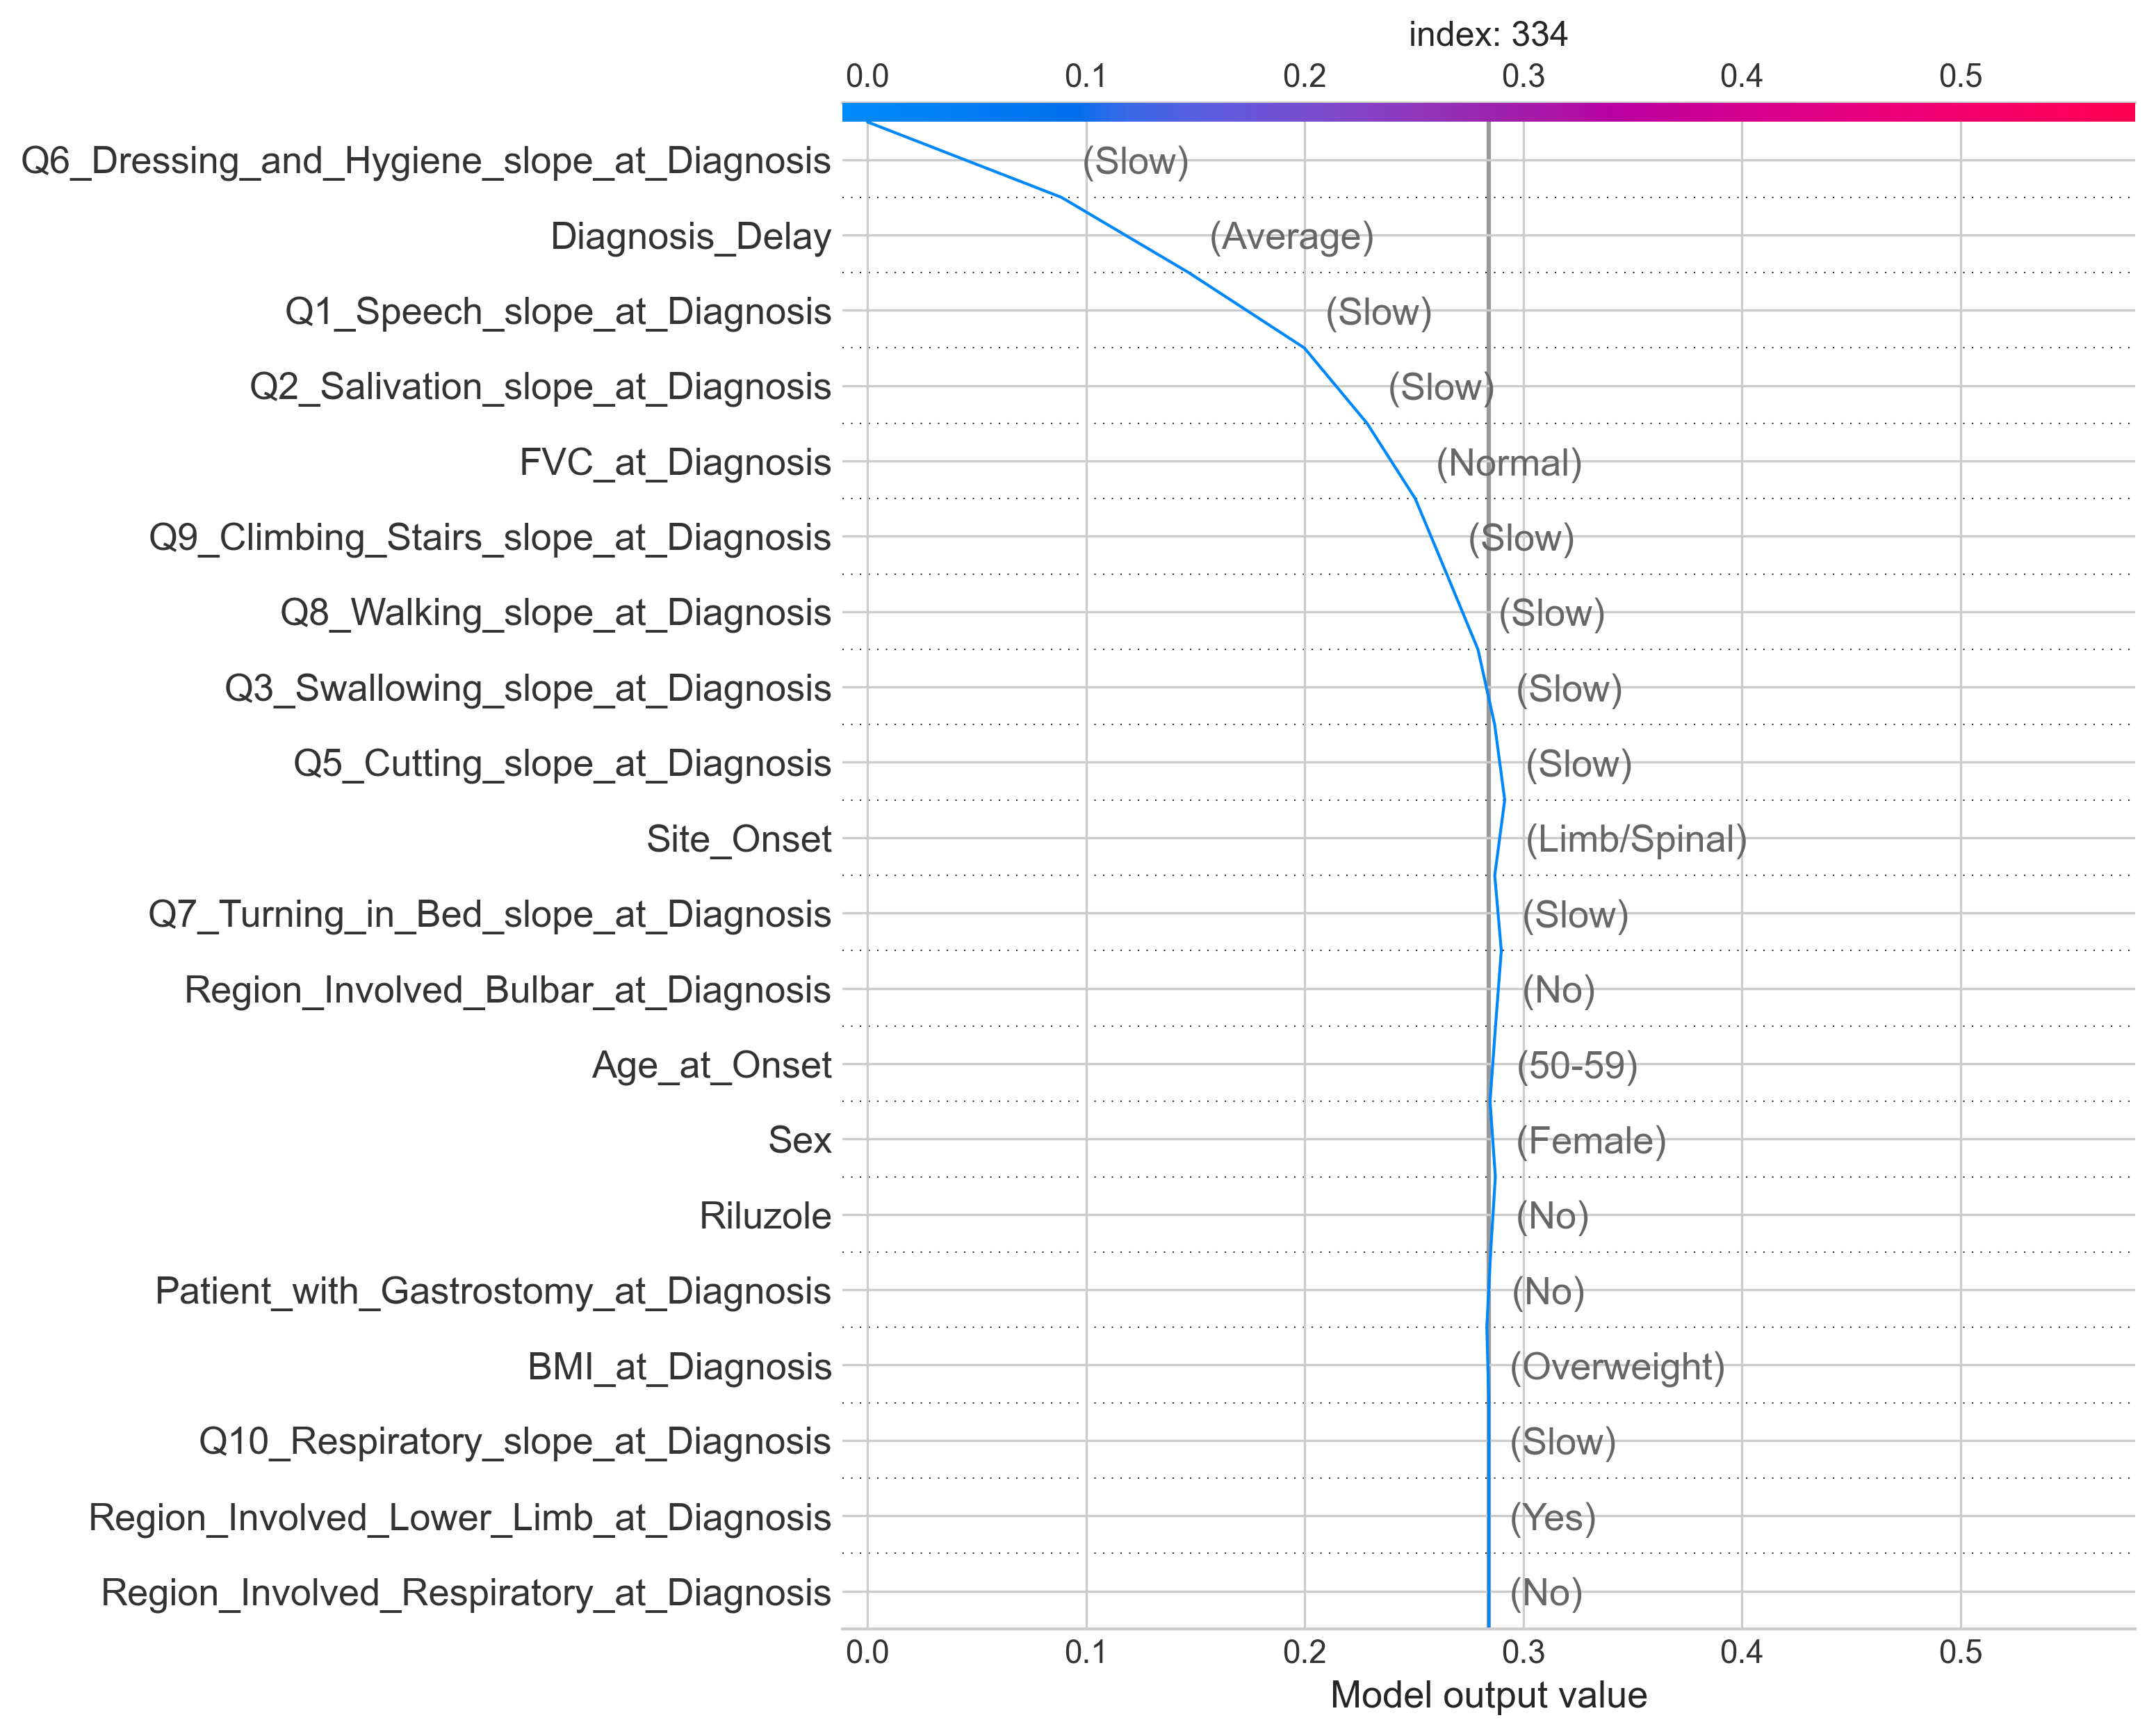 index: 334
0.0 0.1 0.2 0.3 0.4 0.5
Q6_Dressing_and_Hygiene_slope_at_Diagnosis (Slow)
Diagnosis_Delay (Average)
Q1_Speech_slope_at_Diagnosis (Slow)
Q2_Salivation_slope_at_Diagnosis (Slow)
FVC_at_Diagnosis (Normal)
Q9_Climbing_Stairs_slope_at_Diagnosis (Slow)
Q8_Walking_slope_at_Diagnosis (Slow)
Q3_Swallowing_slope_at_Diagnosis (Slow)
Q5_Cutting_slope_at_Diagnosis (Slow)
Site_Onset (Limb/Spinal)
Q7_Turning_in_Bed_slope_at_Diagnosis (Slow)
Region_Involved_Bulbar_at_Diagnosis (No)
Age_at_Onset (50-59)
Sex (Female)
Riluzole (No)
Patient_with_Gastrostomy_at_Diagnosis (No)
BMI_at_Diagnosis (Overweight)
Q10_Respiratory_slope_at_Diagnosis (Slow)
Region_Involved_Lower_Limb_at_Diagnosis (Yes)
Region_Involved_Respiratory_at_Diagnosis (No)
0.0 0.1 0.2 0.3 0.4 0.5
Model output value